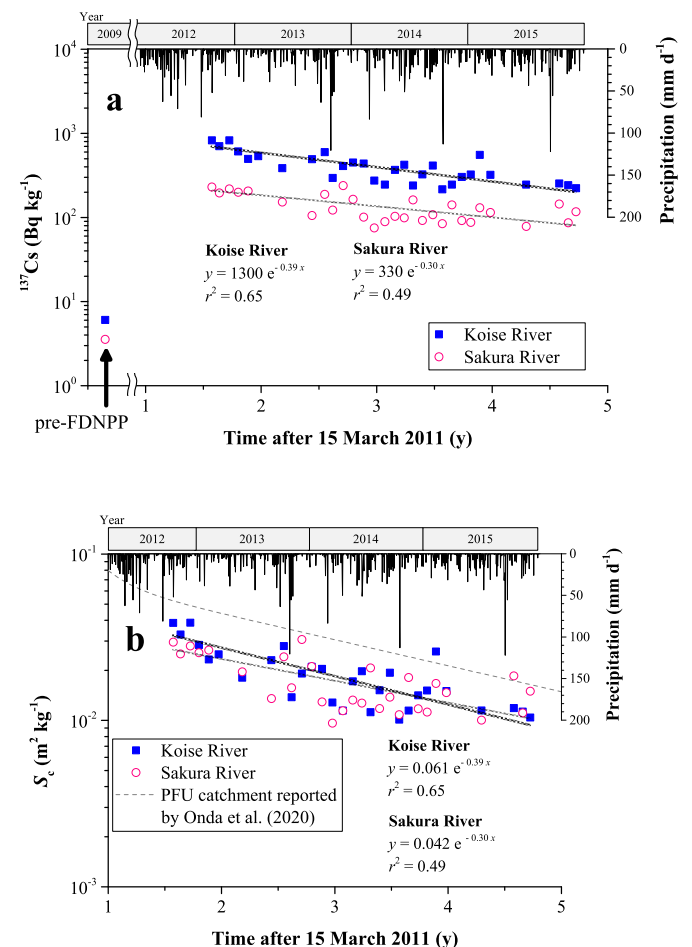 Year
2009 2012 2013 2014 2015
a
10⁴
10³
10²
10¹
10⁰
¹³⁷Cs (Bq kg⁻¹)
0
50
100
150
200
Precipitation (mm d⁻¹)
Koise River
y = 1300 e^{- 0.39 x}
r² = 0.65
Sakura River
y = 330 e^{- 0.30 x}
r² = 0.49
Koise River
Sakura River
pre-FDNPP
1 2 3 4 5
Time after 15 March 2011 (y)
Year
2012 2013 2014 2015
b
10⁻¹
10⁻²
10⁻³
S_c (m² kg⁻¹)
0
50
100
150
200
Precipitation (mm d⁻¹)
Koise River
Sakura River
PFU catchment reported
by Onda et al. (2020)
Koise River
y = 0.061 e^{- 0.39 x}
r² = 0.65
Sakura River
y = 0.042 e^{- 0.30 x}
r² = 0.49
1 2 3 4 5
Time after 15 March 2011 (y)